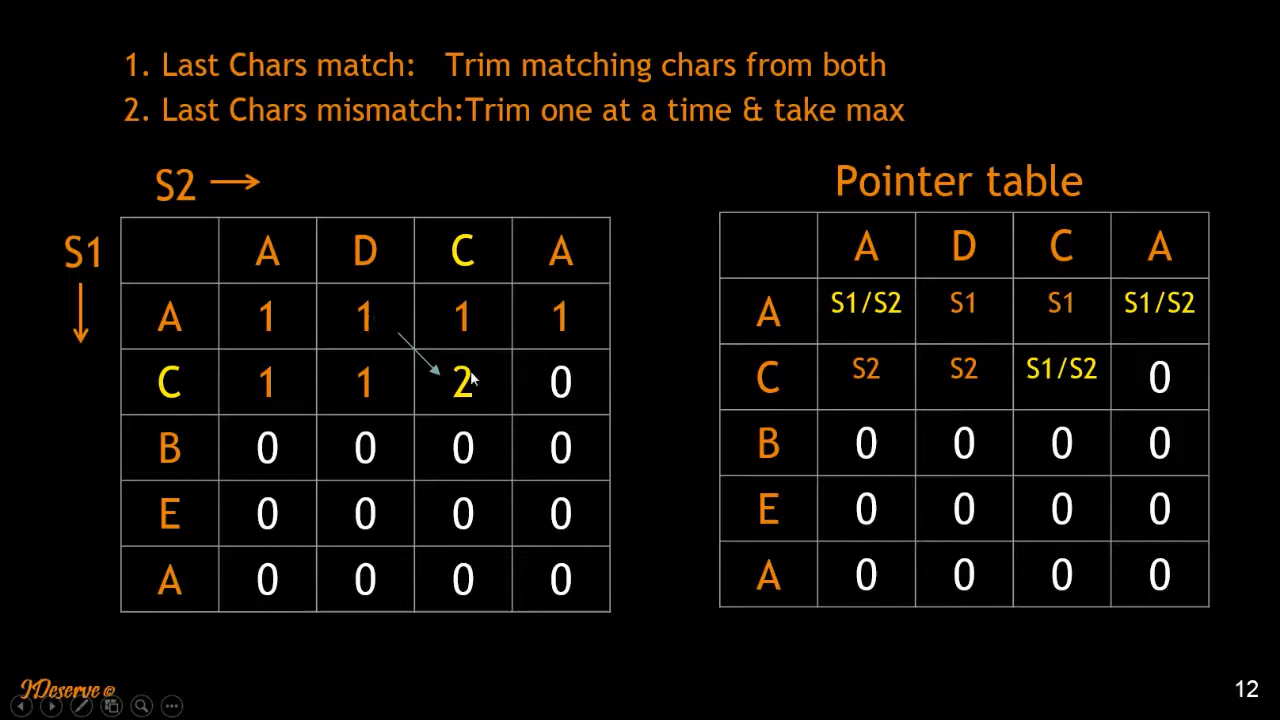 1. Last Chars match: Trim matching chars from both
2. Last Chars mismatch:Trim one at a time & take max
S2
S1
A D C A
A 1 1 1 1
C 1 1 2 0
B 0 0 0 0
E 0 0 0 0
A 0 0 0 0
Pointer table
A D C A
A S1/S2 S1 S1 S1/S2
C S2 S2 S1/S2 0
B 0 0 0 0
E 0 0 0 0
A 0 0 0 0
JDeserve ©
12